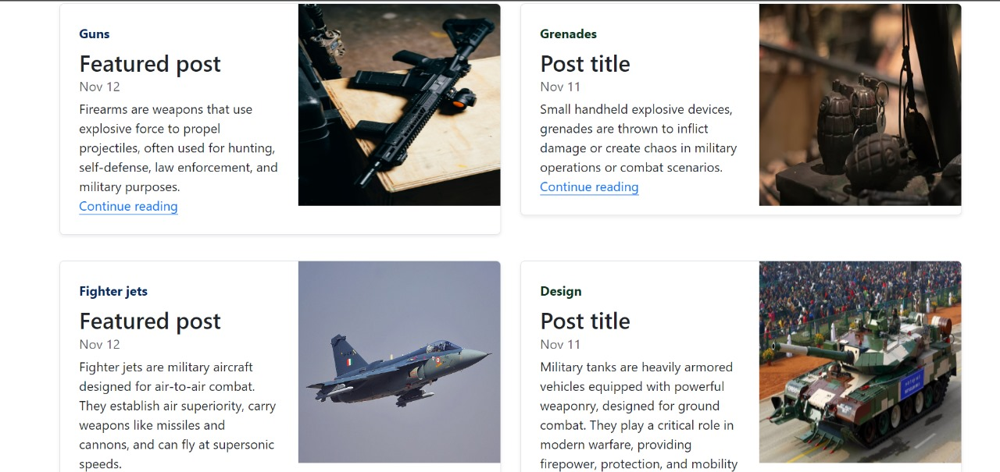 Guns
Featured post
Nov 12
Firearms are weapons that use
explosive force to propel
projectiles, often used for hunting,
self-defense, law enforcement, and
military purposes.
Continue reading
Grenades
Post title
Nov 11
Small handheld explosive devices,
grenades are thrown to inflict
damage or create chaos in military
operations or combat scenarios.
Continue reading
Fighter jets
Featured post
Nov 12
Fighter jets are military aircraft
designed for air-to-air combat.
They establish air superiority, carry
weapons like missiles and
cannons, and can fly at supersonic
speeds.
Design
Post title
Nov 11
Military tanks are heavily armored
vehicles equipped with powerful
weaponry, designed for ground
combat. They play a critical role in
modern warfare, providing
firepower, protection, and mobility